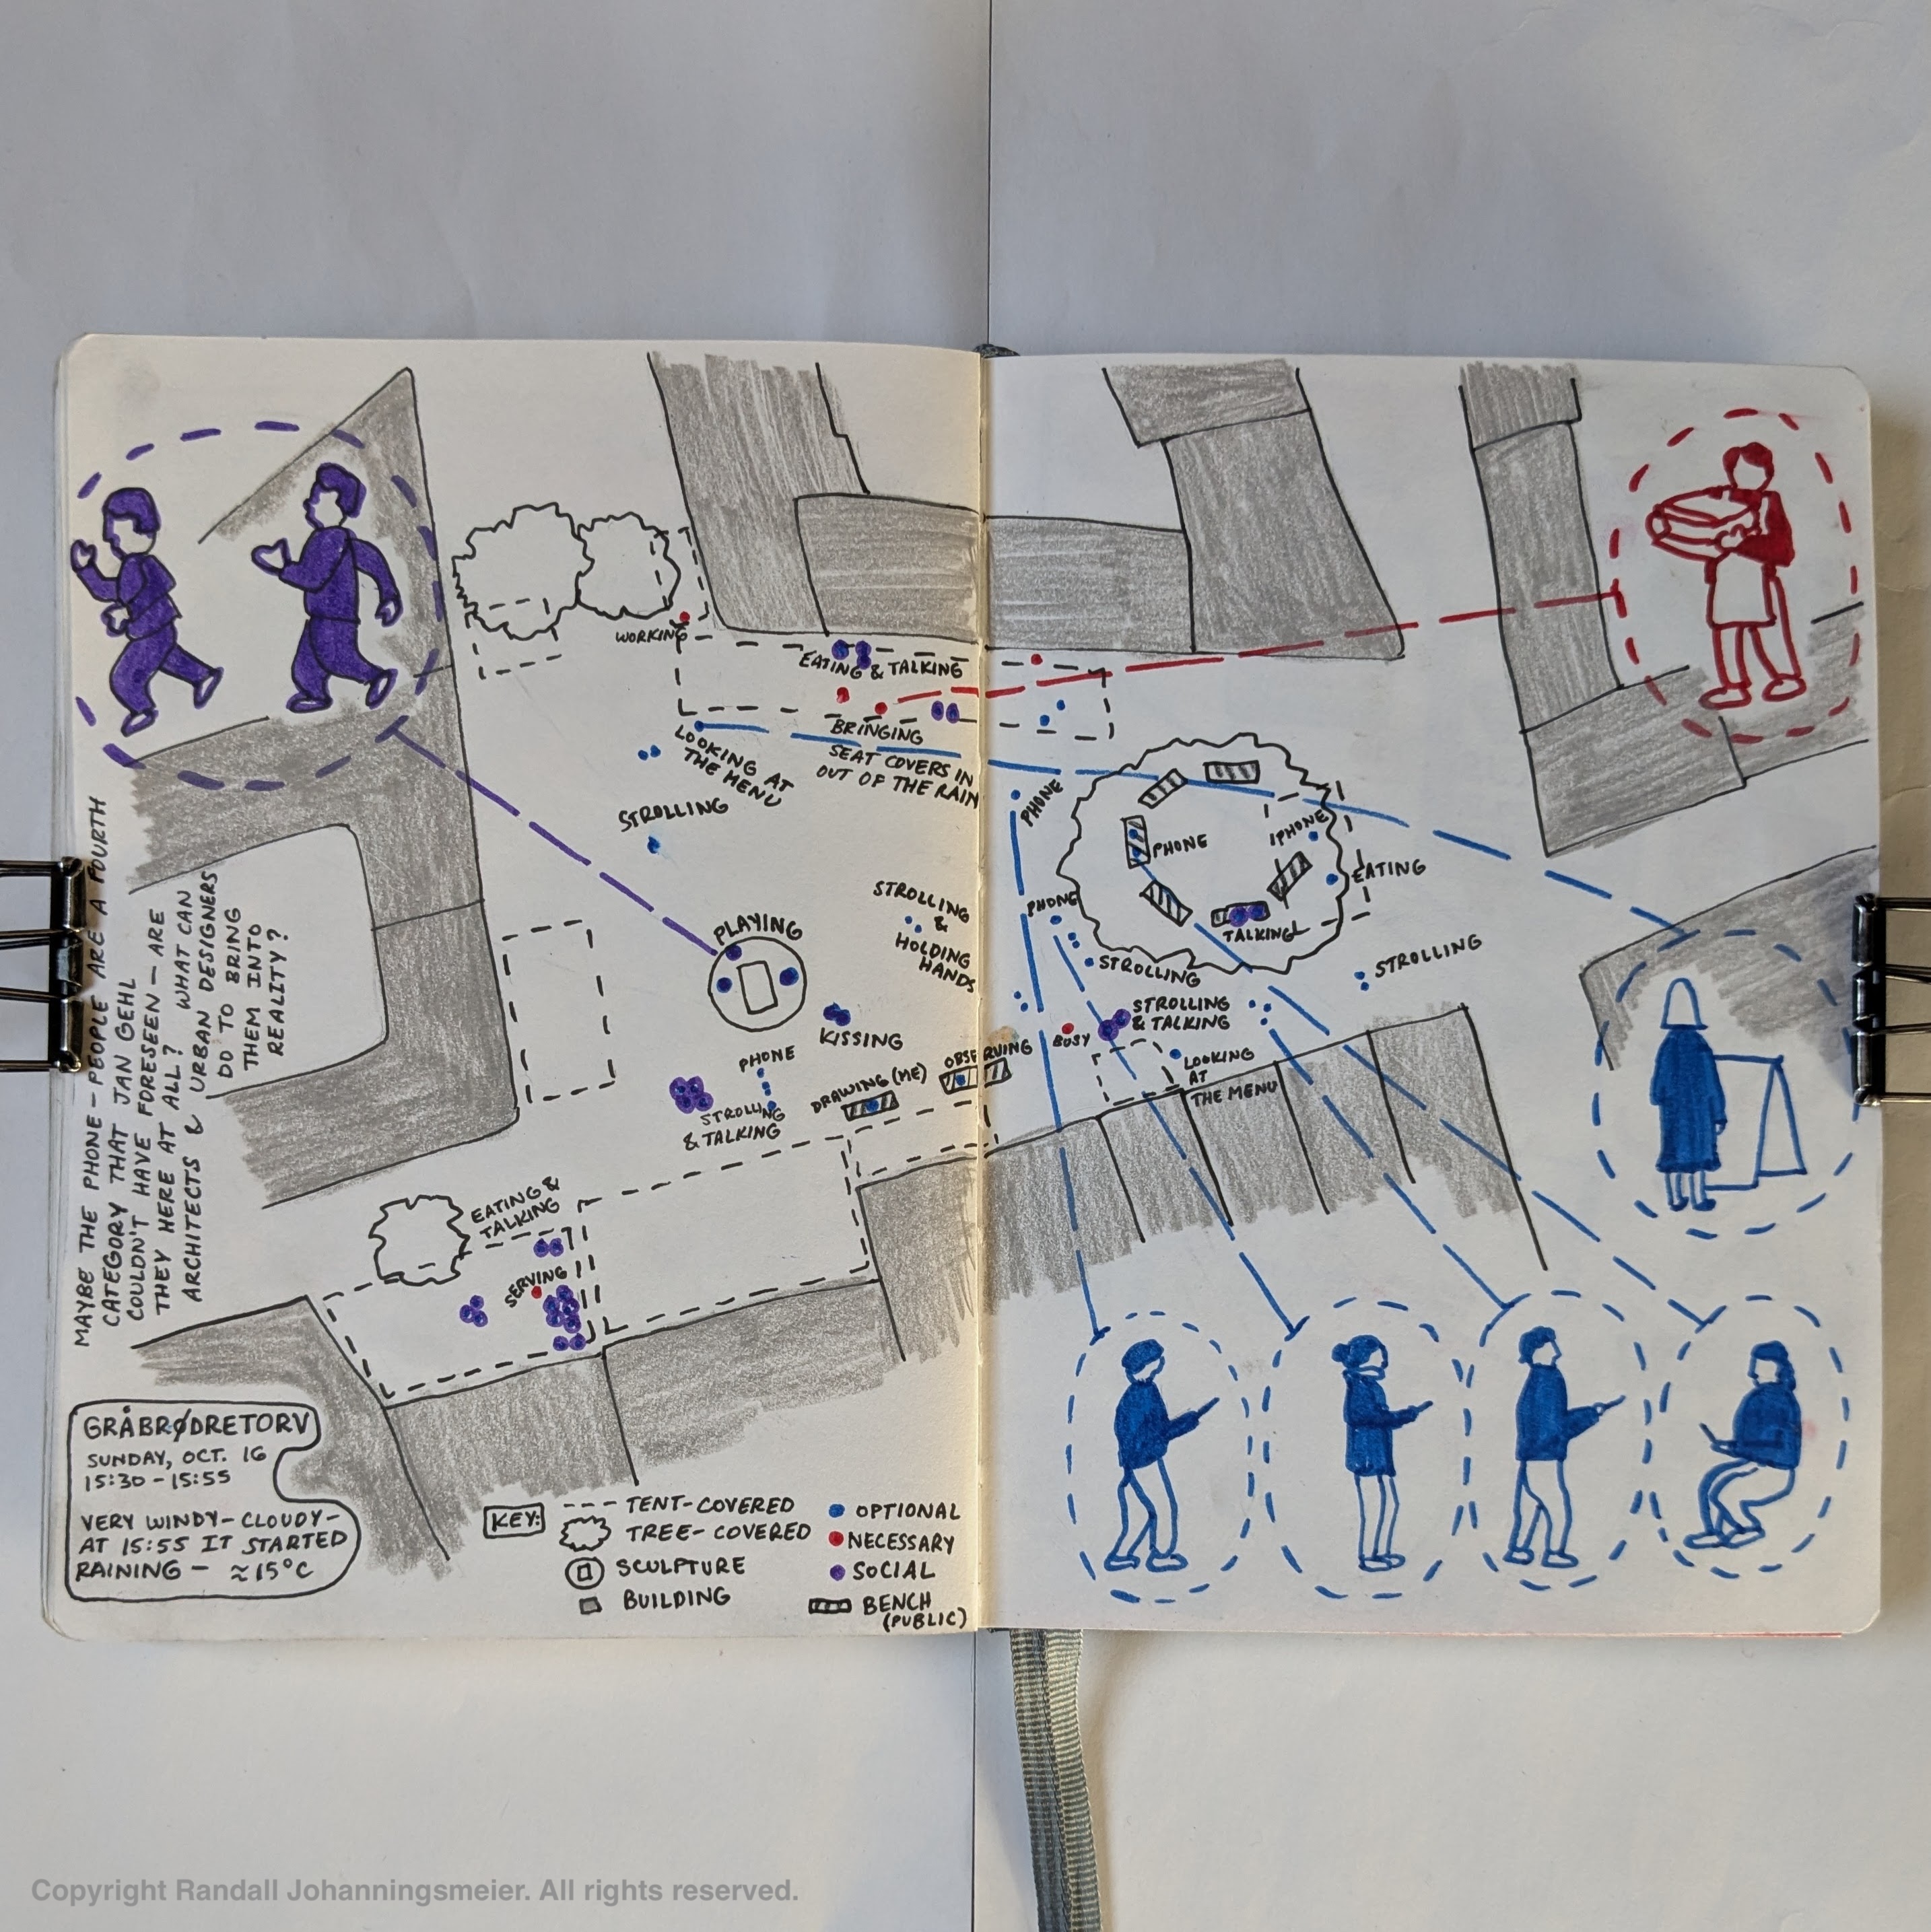 WORKING
EATING & TALKING
BRINGING
SEAT COVERS IN
OUT OF THE RAIN
LOOKING AT
THE MENU
STROLLING
PLAYING
STROLLING
&
HOLDING
HANDS
KISSING
PHONE
STROLLING
& TALKING
DRAWING (ME)
OBSERVING
EATING &
TALKING
SERVING
MAYBE THE PHONE-PEOPLE ARE A FOURTH
CATEGORY THAT JAN GEHL
COULDN'T HAVE FORESEEN – ARE
THEY HERE AT ALL? WHAT CAN
ARCHITECTS & URBAN DESIGNERS
DO TO BRING
THEM INTO
REALITY?
GRÅBRØDRETORV
SUNDAY, OCT. 16
15:30 - 15:55
VERY WINDY – CLOUDY –
AT 15:55 IT STARTED
RAINING – ≈15°C
KEY:
TENT-COVERED
TREE-COVERED
SCULPTURE
BUILDING
OPTIONAL
NECESSARY
SOCIAL
BENCH
(PUBLIC)
PHONE
PHONE
IPHONE
EATING
PHONE
TALKING
STROLLING
STROLLING
STROLLING
& TALKING
BUSY
LOOKING
AT
THE MENU
Copyright Randall Johanningsmeier. All rights reserved.